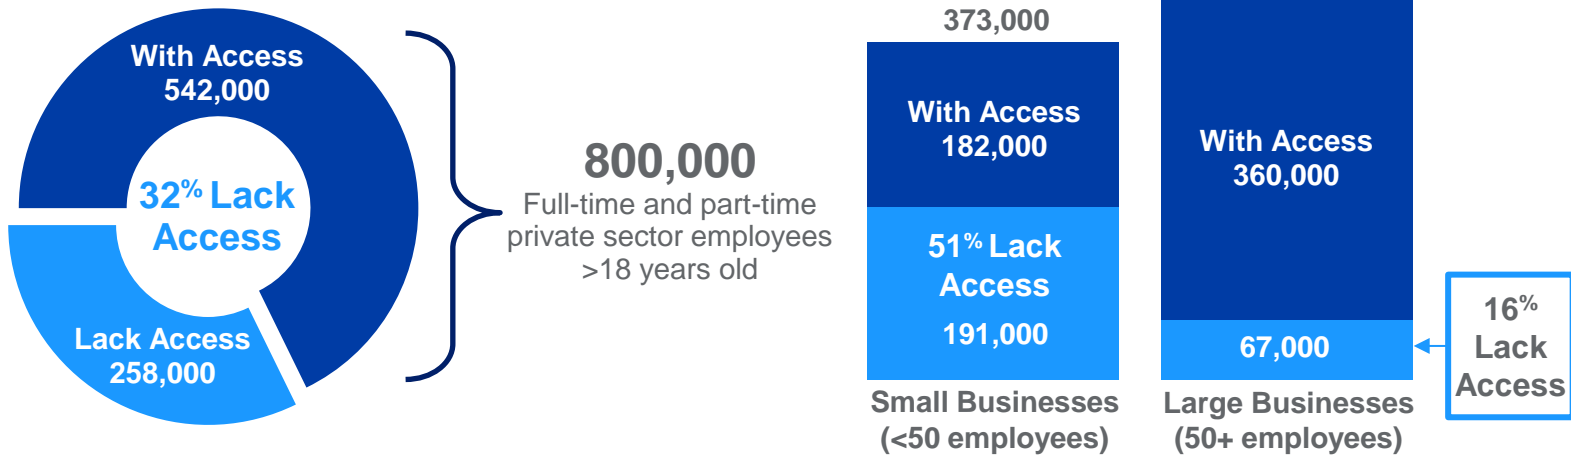 With Access
542,000
32% Lack
Access
Lack Access
258,000
800,000
Full-time and part-time
private sector employees
>18 years old
373,000
With Access
182,000
51% Lack
Access
191,000
Small Businesses
(<50 employees)
With Access
360,000
67,000
Large Businesses
(50+ employees)
16%
Lack
Access